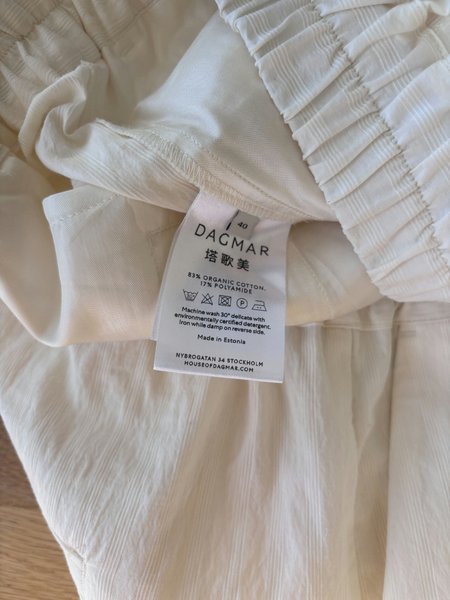 40
DAGMAR
塔歌美
83% ORGANIC COTTON,
17% POLYAMIDE
Machine wash 30° delicate with
environmentally certified detergent.
Iron while damp on reverse side.
Made in Estonia
NYBROGATAN 34 STOCKHOLM
HOUSEOFDAGMAR.COM